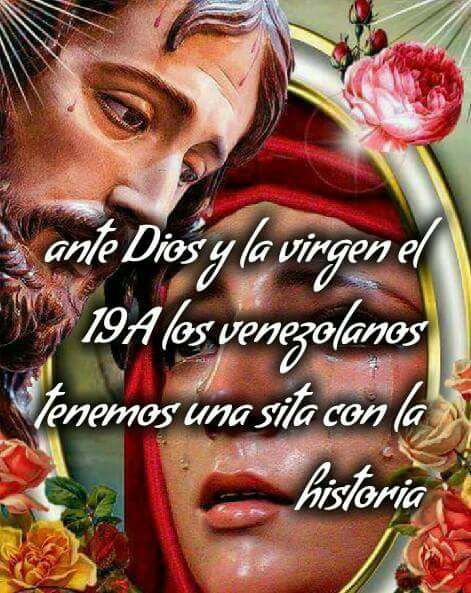 ante Dios y la virgen el
19A los venezolanos
tenemos una sita con la
historia